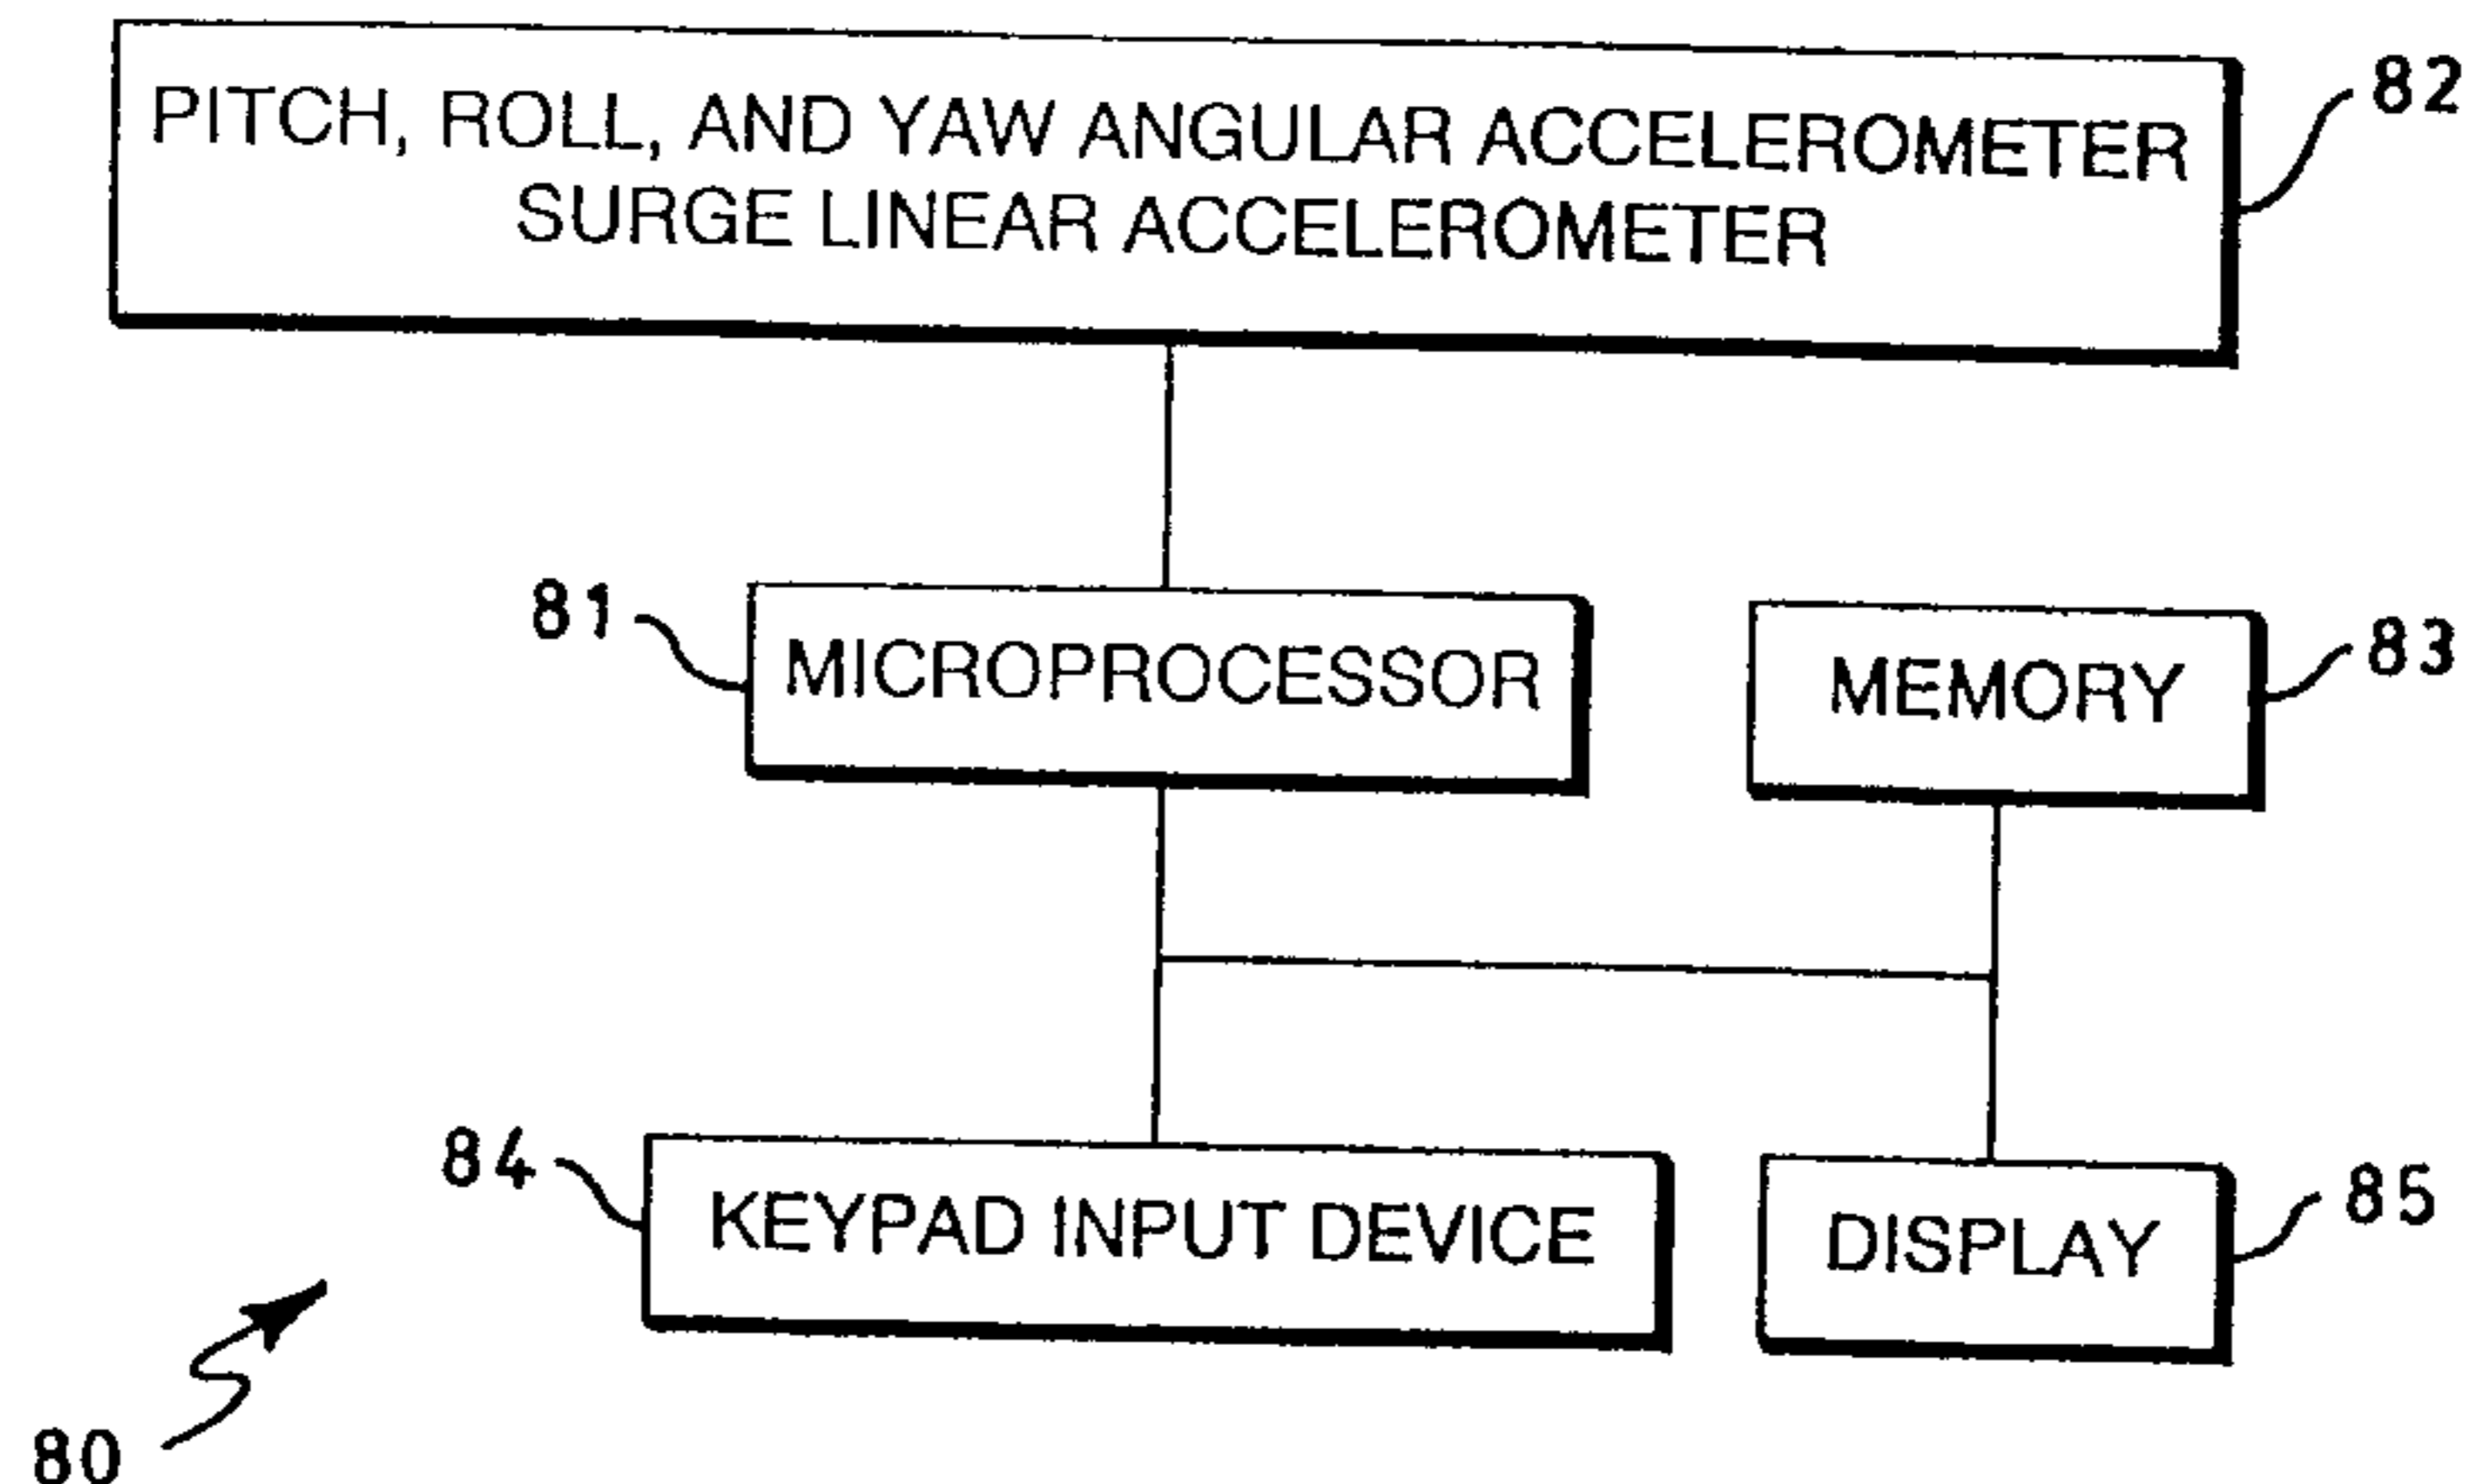 PITCH, ROLL, AND YAW ANGULAR ACCELEROMETER
SURGE LINEAR ACCELEROMETER
82
81
MICROPROCESSOR
MEMORY
83
84
KEYPAD INPUT DEVICE
DISPLAY
85
80